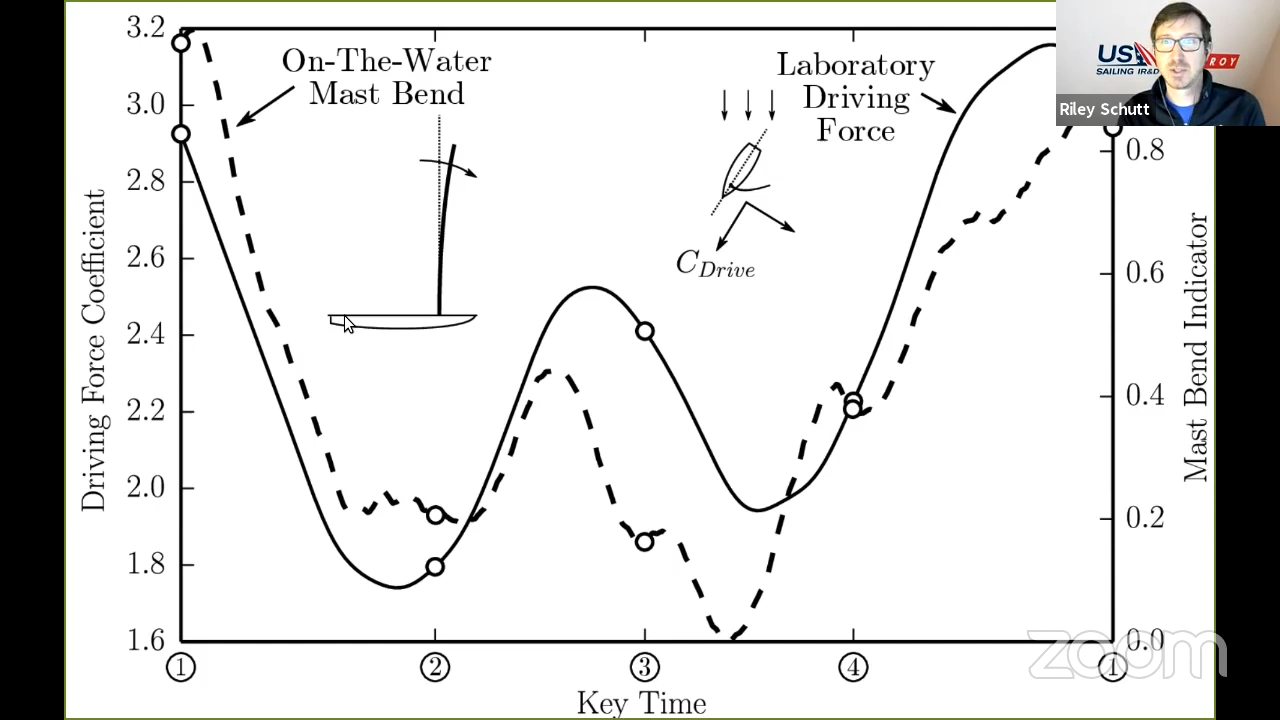 3.2
3.0
2.8
2.6
2.4
2.2
2.0
1.8
1.6
Driving Force Coefficient
On-The-Water
Mast Bend
Laboratory
Driving
Force
C_Drive
US
SAILING IR&D
ROY
Riley Schutt
0.8
0.6
0.4
0.2
0.0
Mast Bend Indicator
1 2 3 4 1
Key Time
zoom